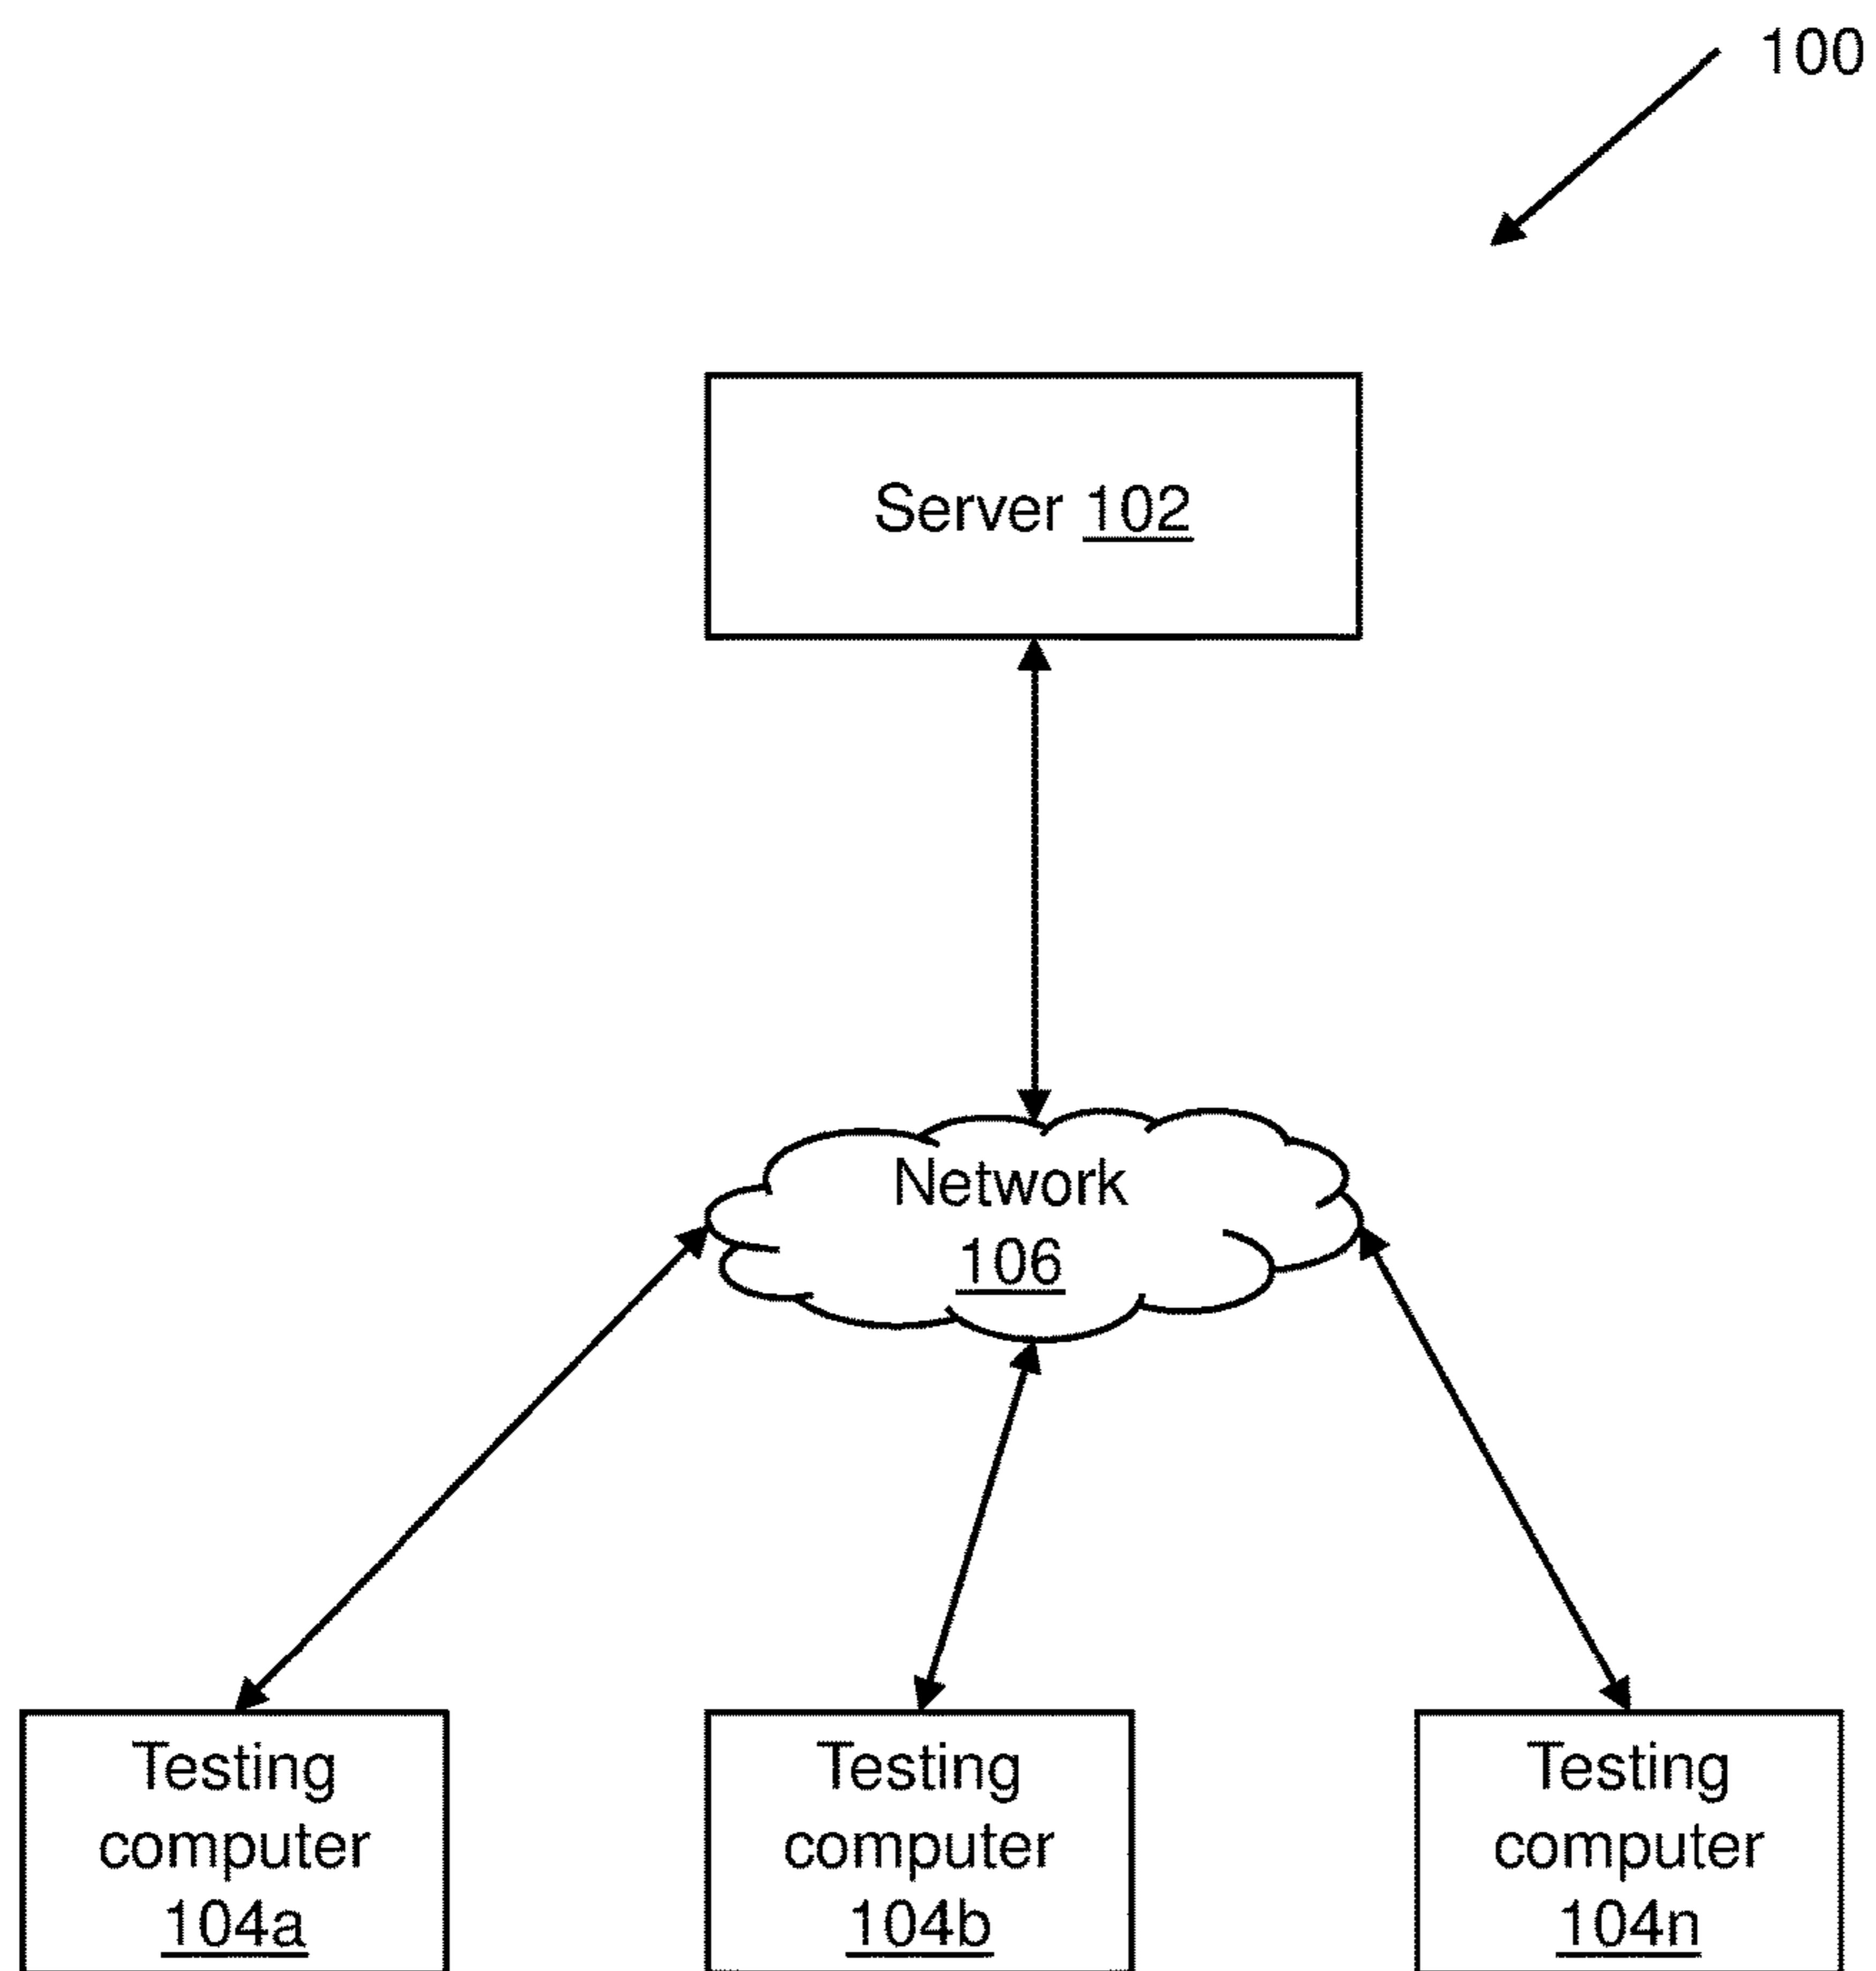 100
Server 102
Network
106
Testing
computer
104a
Testing
computer
104b
Testing
computer
104n